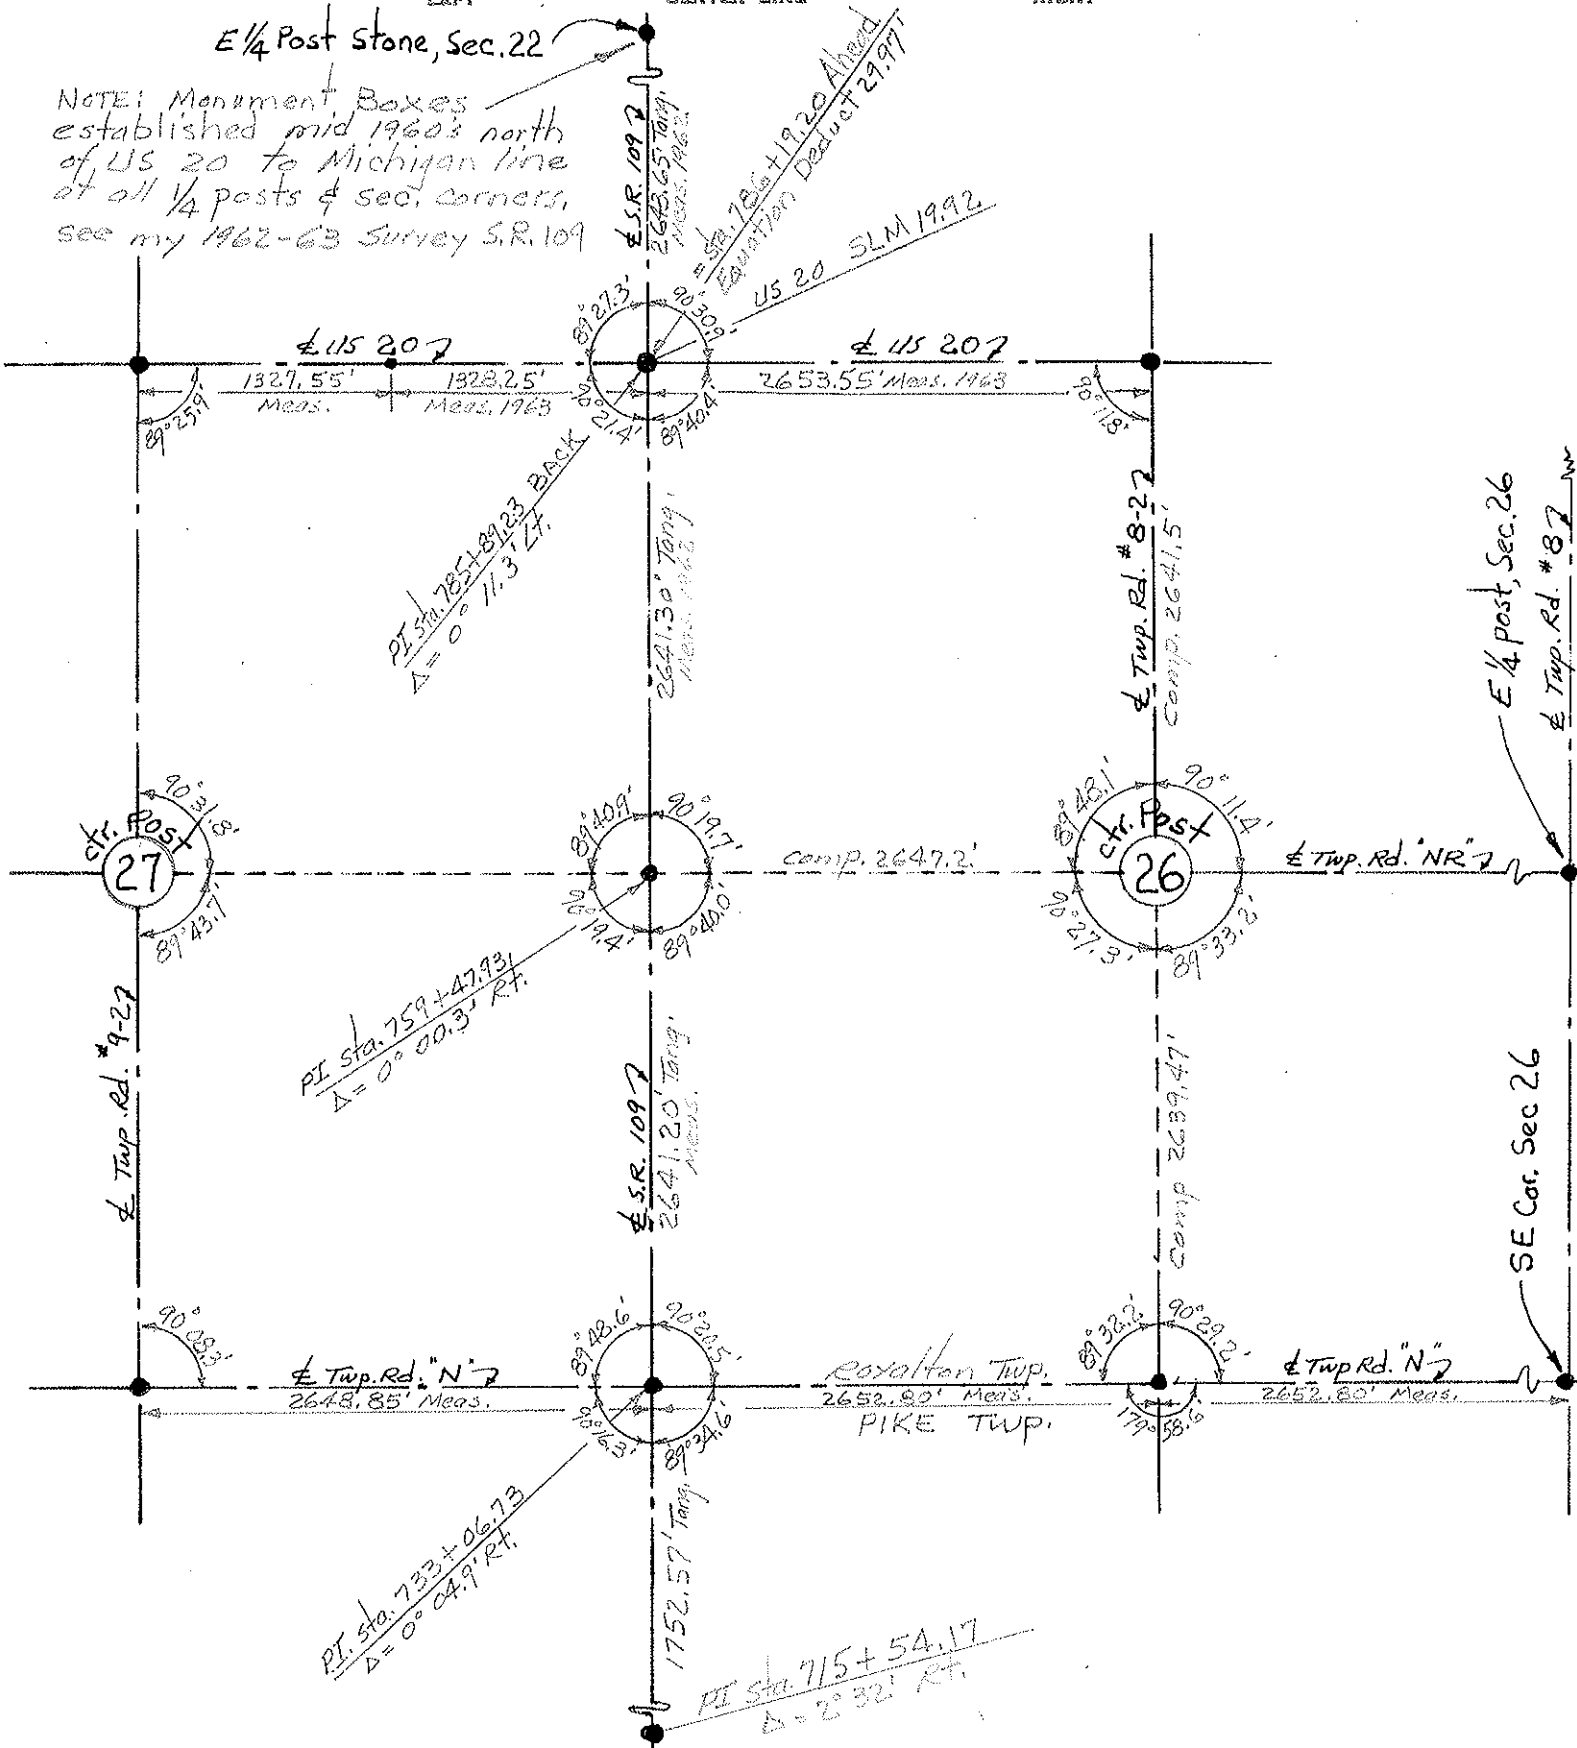 E 1/4 Post Stone, Sec. 22
NOTE: Monument Boxes
established mid 1960's north
of US 20 to Michigan line
at all 1/4 posts & sec. corners,
see my 1962-63 Survey S.R. 109
℄ S.R. 109
2643.65' Tang.
Meas. 1962
= Sta. 786+19.20 Ahead
Equation Deduct 29.97'
US 20 SLM 19.92
89°27.3'
90°30.9'
℄ US 20
℄ US 20
1327.55'
Meas.
1328.25'
Meas. 1963
2653.55' Meas. 1963
89°25.9'
90°21.4'
89°40.4'
90°11.8'
PI Sta. 785+89.23 BACK
Δ = 0° 11.3' Lt.
2641.30' Tang.
Meas. 1962
℄ Twp. Rd. #8-2
Comp. 2641.5'
E 1/4 post, Sec. 26
℄ Twp. Rd. #8
90°31.8'
ctr. Post
27
89°43.7'
89°40.9'
90°19.7'
90°19.4'
89°40.0'
comp. 2647.2'
89°48.1'
90°11.4'
ctr. Post
26
90°27.3'
89°33.2'
℄ Twp. Rd. "NR"
PI Sta. 759+47.93
Δ = 0° 00.3' Rt.
℄ Twp. Rd. #9-2
℄ S.R. 109
2641.20' Tang.
Meas.
Comp 2639.47'
SE Cor. Sec 26
90°08.3'
℄ Twp. Rd. "N"
2648.85' Meas.
89°48.6'
90°20.5'
90°16.3'
89°34.6'
Royalton Twp.
2652.80' Meas.
PIKE TWP.
89°32.2'
90°29.2'
179°58.6'
℄ Twp Rd. "N"
2652.80' Meas.
PI. Sta. 733+06.73
Δ = 0° 04.9' Rt.
1752.57' Tang.
PI Sta. 715+54.17
Δ = 2° 32' Rt.